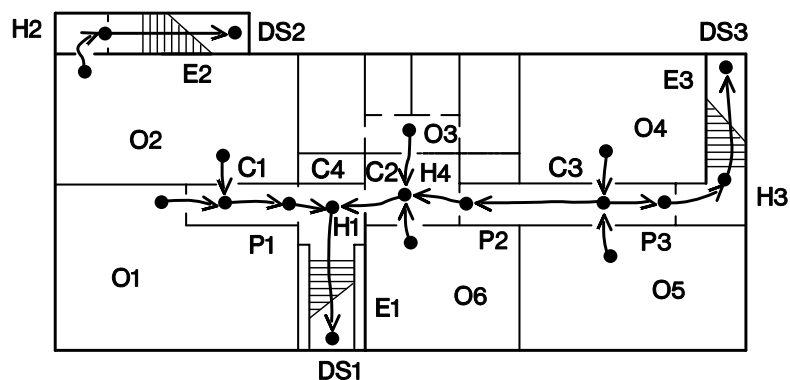 H2 DS2 DS3
E2 E3
O2 O3 O4
C1 C4 C2 H4 C3
H3
H1
P1 P2 P3
O1 E1 O6 O5
DS1